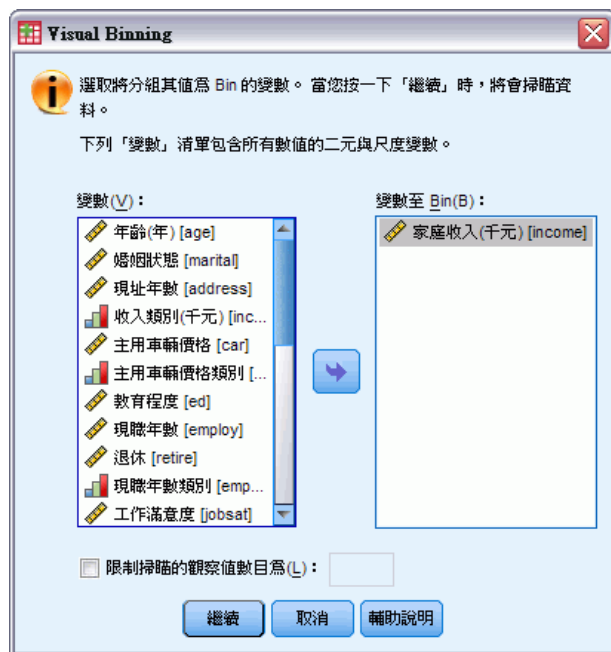 Visual Binning
選取將分組其值為 Bin 的變數。 當您按一下「繼續」時，將會掃瞄資
料。
下列「變數」清單包含所有數值的二元與尺度變數。
變數(V)：
年齡(年) [age]
婚姻狀態 [marital]
現址年數 [address]
收入類別(千元) [inc...
主用車輛價格 [car]
主用車輛價格類別 [...
教育程度 [ed]
現職年數 [employ]
退休 [retire]
現職年數類別 [emp...
工作滿意度 [jobsat]
變數至 Bin(B)：
家庭收入(千元) [income]
限制掃瞄的觀察值數目為(L)：
繼續
取消
輔助說明